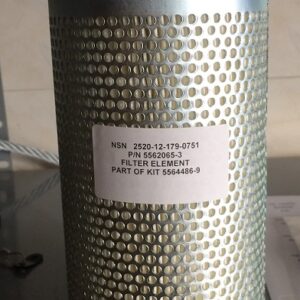 NSN 2520-12-179-0751
P/N 5562065-3
FILTER ELEMENT
PART OF KIT 5564486-9